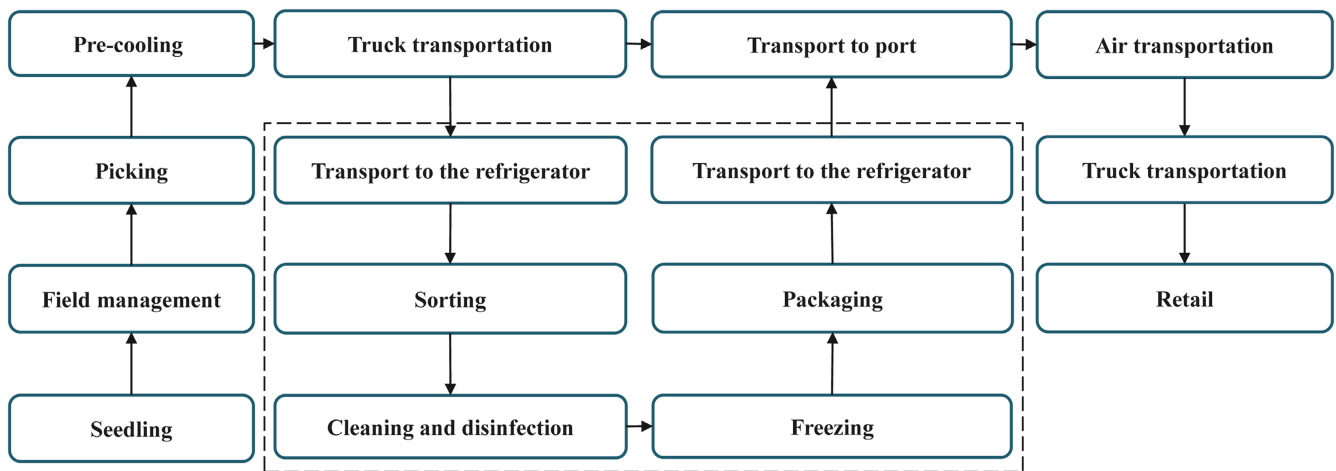 Pre-cooling
Truck transportation
Transport to port
Air transportation
Picking
Transport to the refrigerator
Transport to the refrigerator
Truck transportation
Field management
Sorting
Packaging
Retail
Seedling
Cleaning and disinfection
Freezing